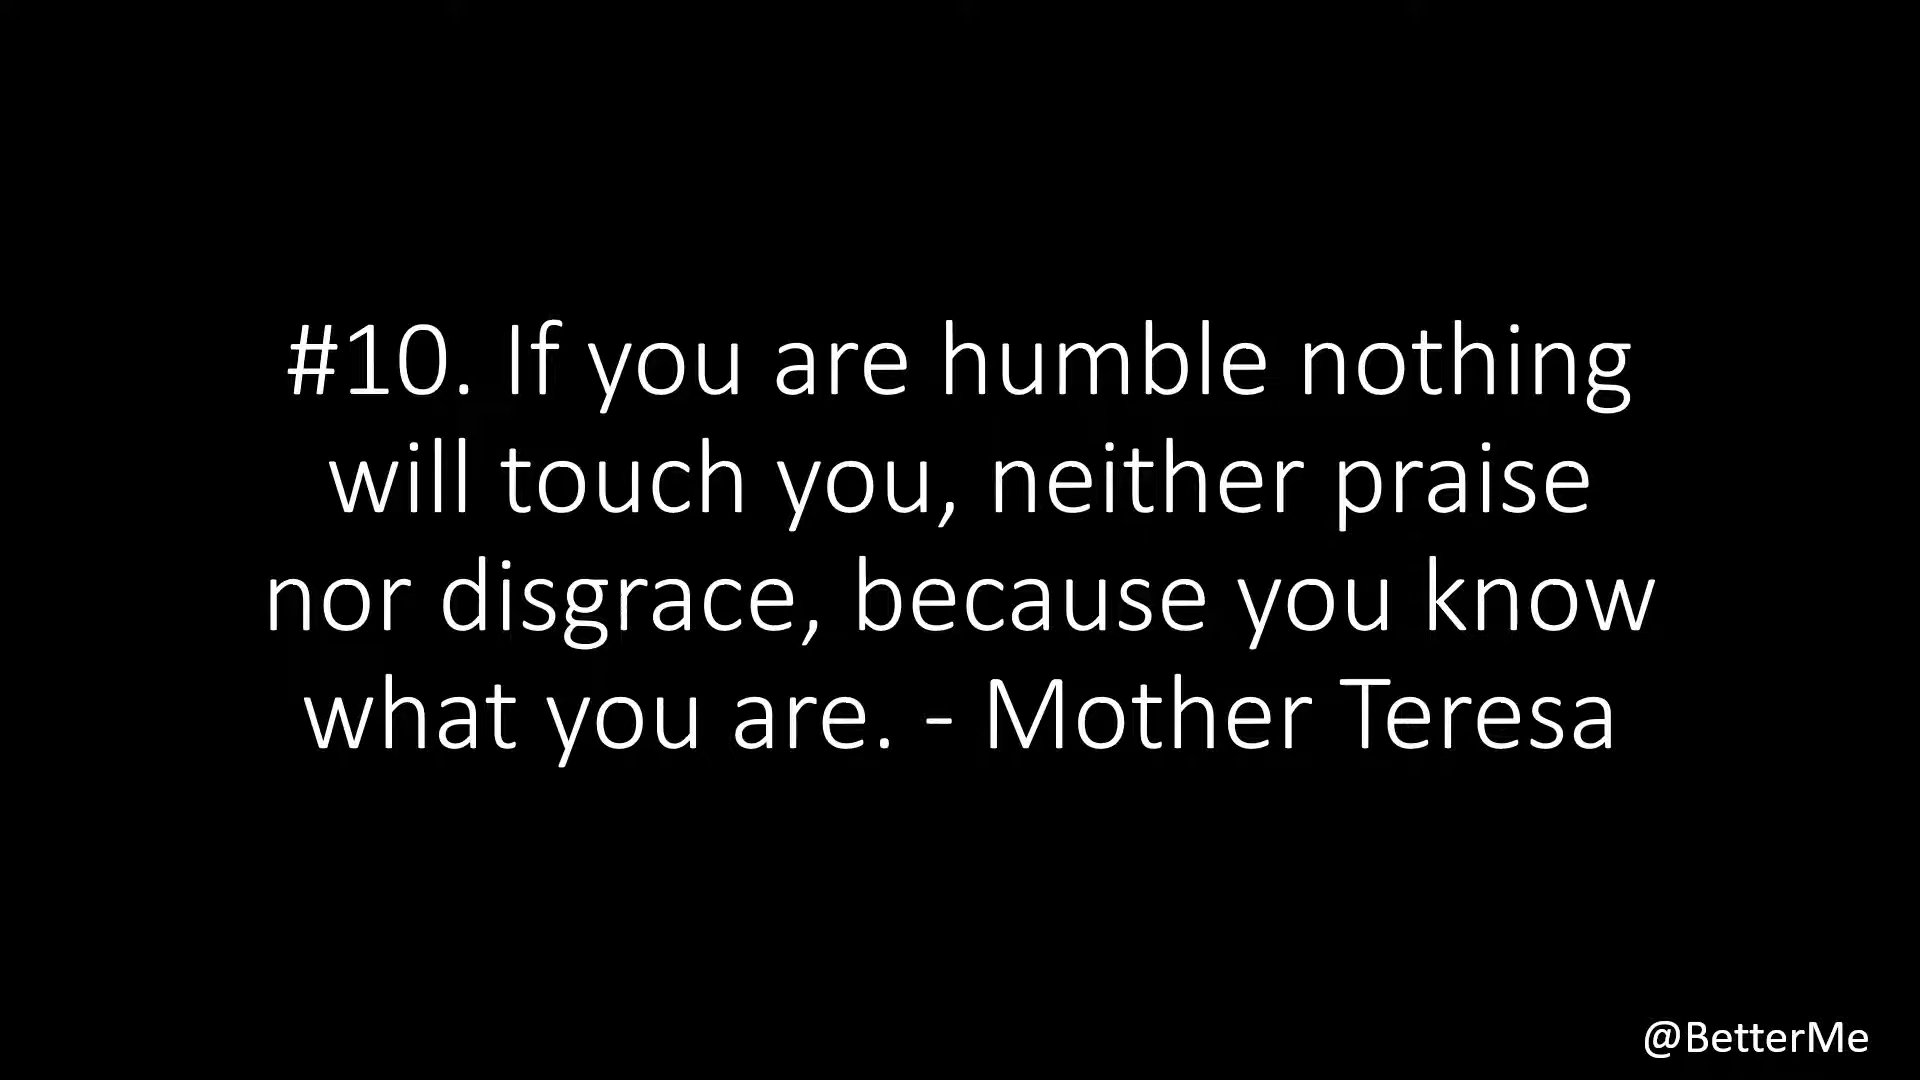 #10. If you are humble nothing
will touch you, neither praise
nor disgrace, because you know
what you are. - Mother Teresa
@BetterMe